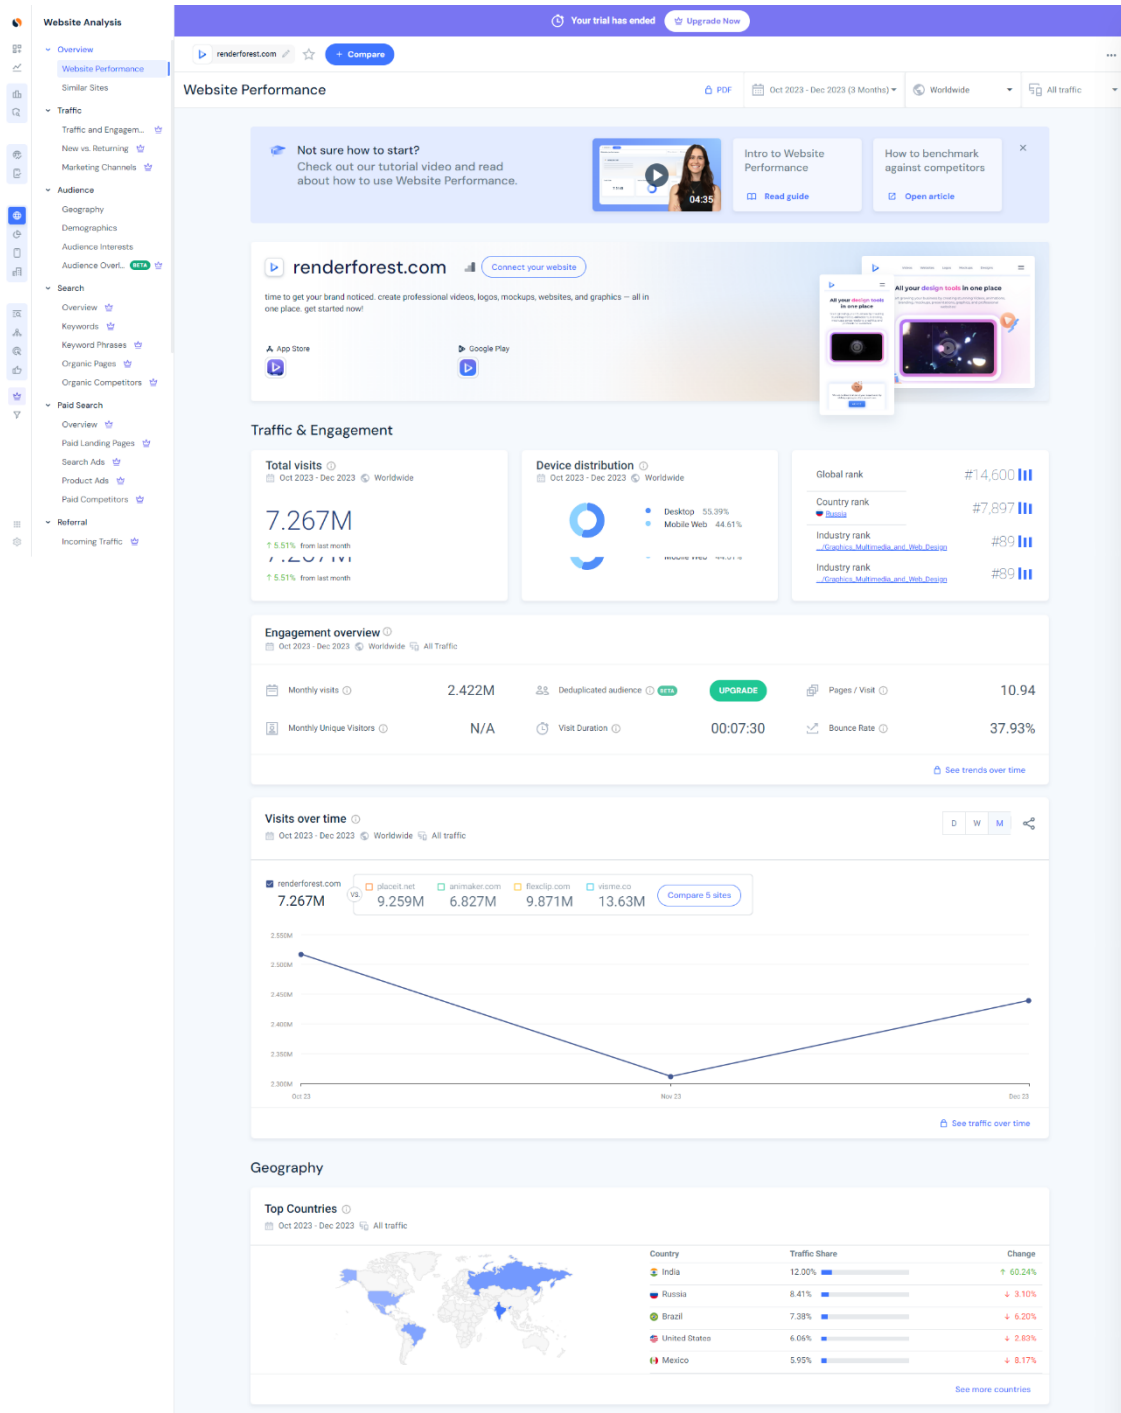 Website Analysis
Your trial has ended
Upgrade Now
Overview
Website Performance
Similar Sites
Traffic
Traffic and Engagem...
New vs. Returning
Marketing Channels
Audience
Geography
Demographics
Audience Interests
Audience Overl... BETA
Search
Overview
Keywords
Keyword Phrases
Organic Pages
Organic Competitors
Paid Search
Overview
Paid Landing Pages
Search Ads
Product Ads
Paid Competitors
Referral
Incoming Traffic
renderforest.com
+ Compare
Website Performance
PDF
Oct 2023 - Dec 2023 (3 Months)
Worldwide
All traffic
Not sure how to start?
Check out our tutorial video and read
about how to use Website Performance.
04:35
Intro to Website
Performance
Read guide
How to benchmark
against competitors
Open article
renderforest.com
Connect your website
time to get your brand noticed. create professional videos, logos, mockups, websites, and graphics — all in
one place. get started now!
App Store
Google Play
All your design tools
in one place
All your design tools in one place
Traffic & Engagement
Total visits
Oct 2023 - Dec 2023 Worldwide
7.267M
↑ 5.51% from last month
7.267M
↑ 5.51% from last month
Device distribution
Oct 2023 - Dec 2023 Worldwide
Desktop 55.39%
Mobile Web 44.61%
Mobile Web 44.61%
Global rank #14,600
Country rank
Russia
#7,897
Industry rank
.../Graphics_Multimedia_and_Web_Design
#89
Industry rank
.../Graphics_Multimedia_and_Web_Design
#89
Engagement overview
Oct 2023 - Dec 2023 Worldwide All Traffic
Monthly visits 2.422M
Deduplicated audience BETA UPGRADE
Pages / Visit 10.94
Monthly Unique Visitors N/A
Visit Duration 00:07:30
Bounce Rate 37.93%
See trends over time
Visits over time
Oct 2023 - Dec 2023 Worldwide All traffic
D W M
renderforest.com
7.267M
VS.
placeit.net
9.259M
animaker.com
6.827M
flexclip.com
9.871M
visme.co
13.63M
Compare 5 sites
2.550M
2.500M
2.450M
2.400M
2.350M
2.300M
Oct 23 Nov 23 Dec 23
See traffic over time
Geography
Top Countries
Oct 2023 - Dec 2023 All traffic
Country Traffic Share Change
India 12.00% ↑ 60.24%
Russia 8.41% ↓ 3.10%
Brazil 7.38% ↓ 6.20%
United States 6.06% ↓ 2.83%
Mexico 5.95% ↓ 8.17%
See more countries